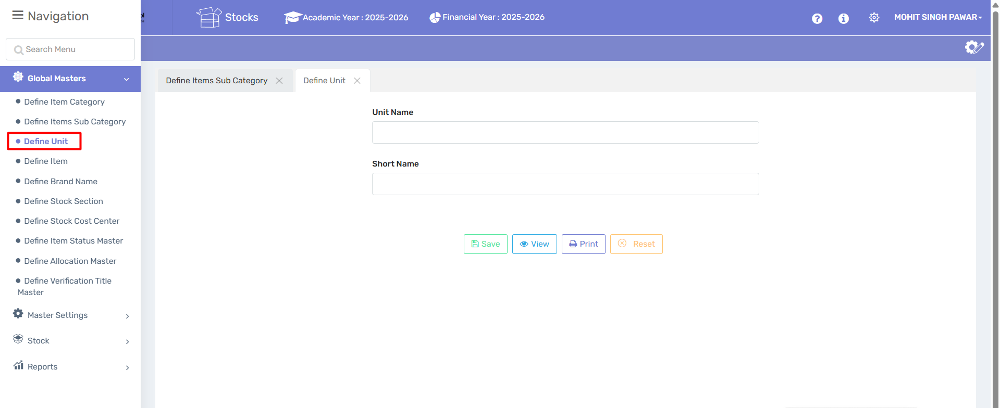 Navigation
Stocks
Academic Year : 2025-2026
Financial Year : 2025-2026
MOHIT SINGH PAWAR
Search Menu
Global Masters
Define Item Category
Define Items Sub Category
Define Unit
Define Item
Define Brand Name
Define Stock Section
Define Stock Cost Center
Define Item Status Master
Define Allocation Master
Define Verification Title
Master
Master Settings
Stock
Reports
Define Items Sub Category
Define Unit
Unit Name
Short Name
Save
View
Print
Reset